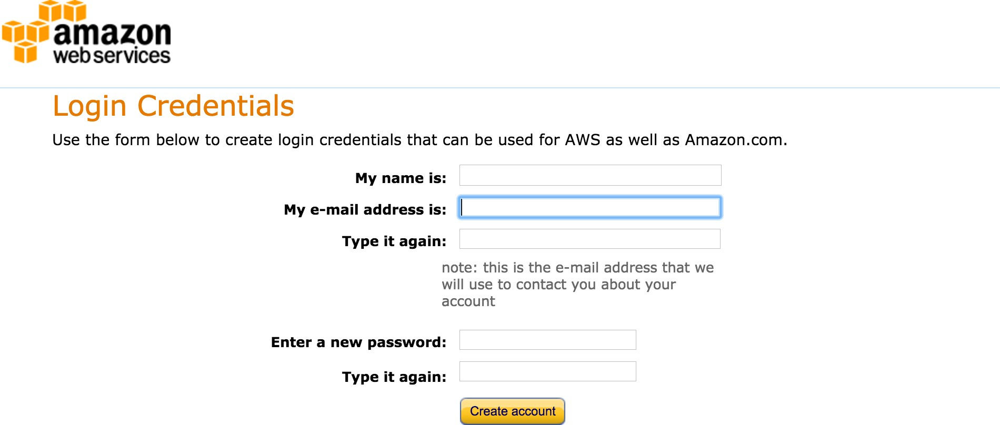 amazon
web services
Login Credentials
Use the form below to create login credentials that can be used for AWS as well as Amazon.com.
My name is:
My e-mail address is:
Type it again:
note: this is the e-mail address that we
will use to contact you about your
account
Enter a new password:
Type it again:
Create account